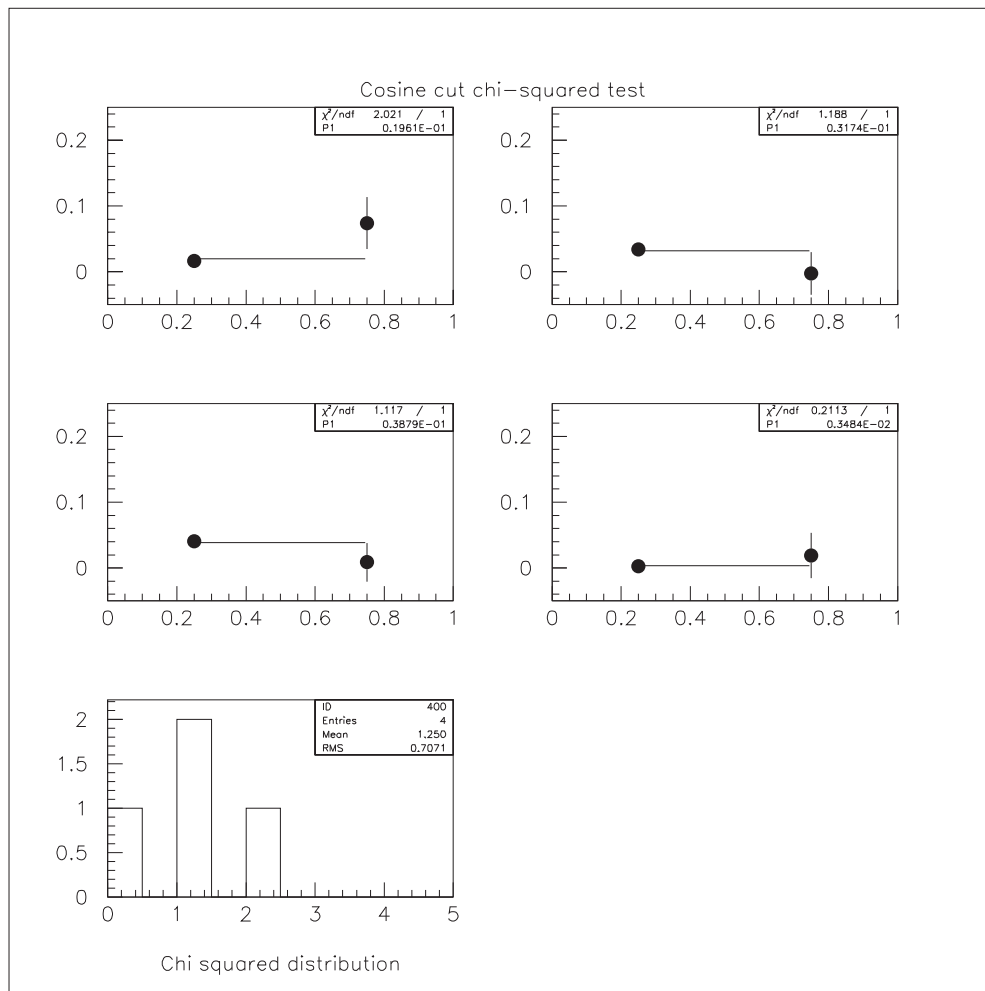 Cosine cut chi-squared test
χ²/ndf 2.021 / 1
P1 0.1961E-01
0.2
0.1
0
0 0.2 0.4 0.6 0.8 1
χ²/ndf 1.188 / 1
P1 0.3174E-01
0.2
0.1
0
0 0.2 0.4 0.6 0.8 1
χ²/ndf 1.117 / 1
P1 0.3879E-01
0.2
0.1
0
0 0.2 0.4 0.6 0.8 1
χ²/ndf 0.2113 / 1
P1 0.3484E-02
0.2
0.1
0
0 0.2 0.4 0.6 0.8 1
ID 400
Entries 4
Mean 1.250
RMS 0.7071
2
1.5
1
0.5
0
0 1 2 3 4 5
Chi squared distribution